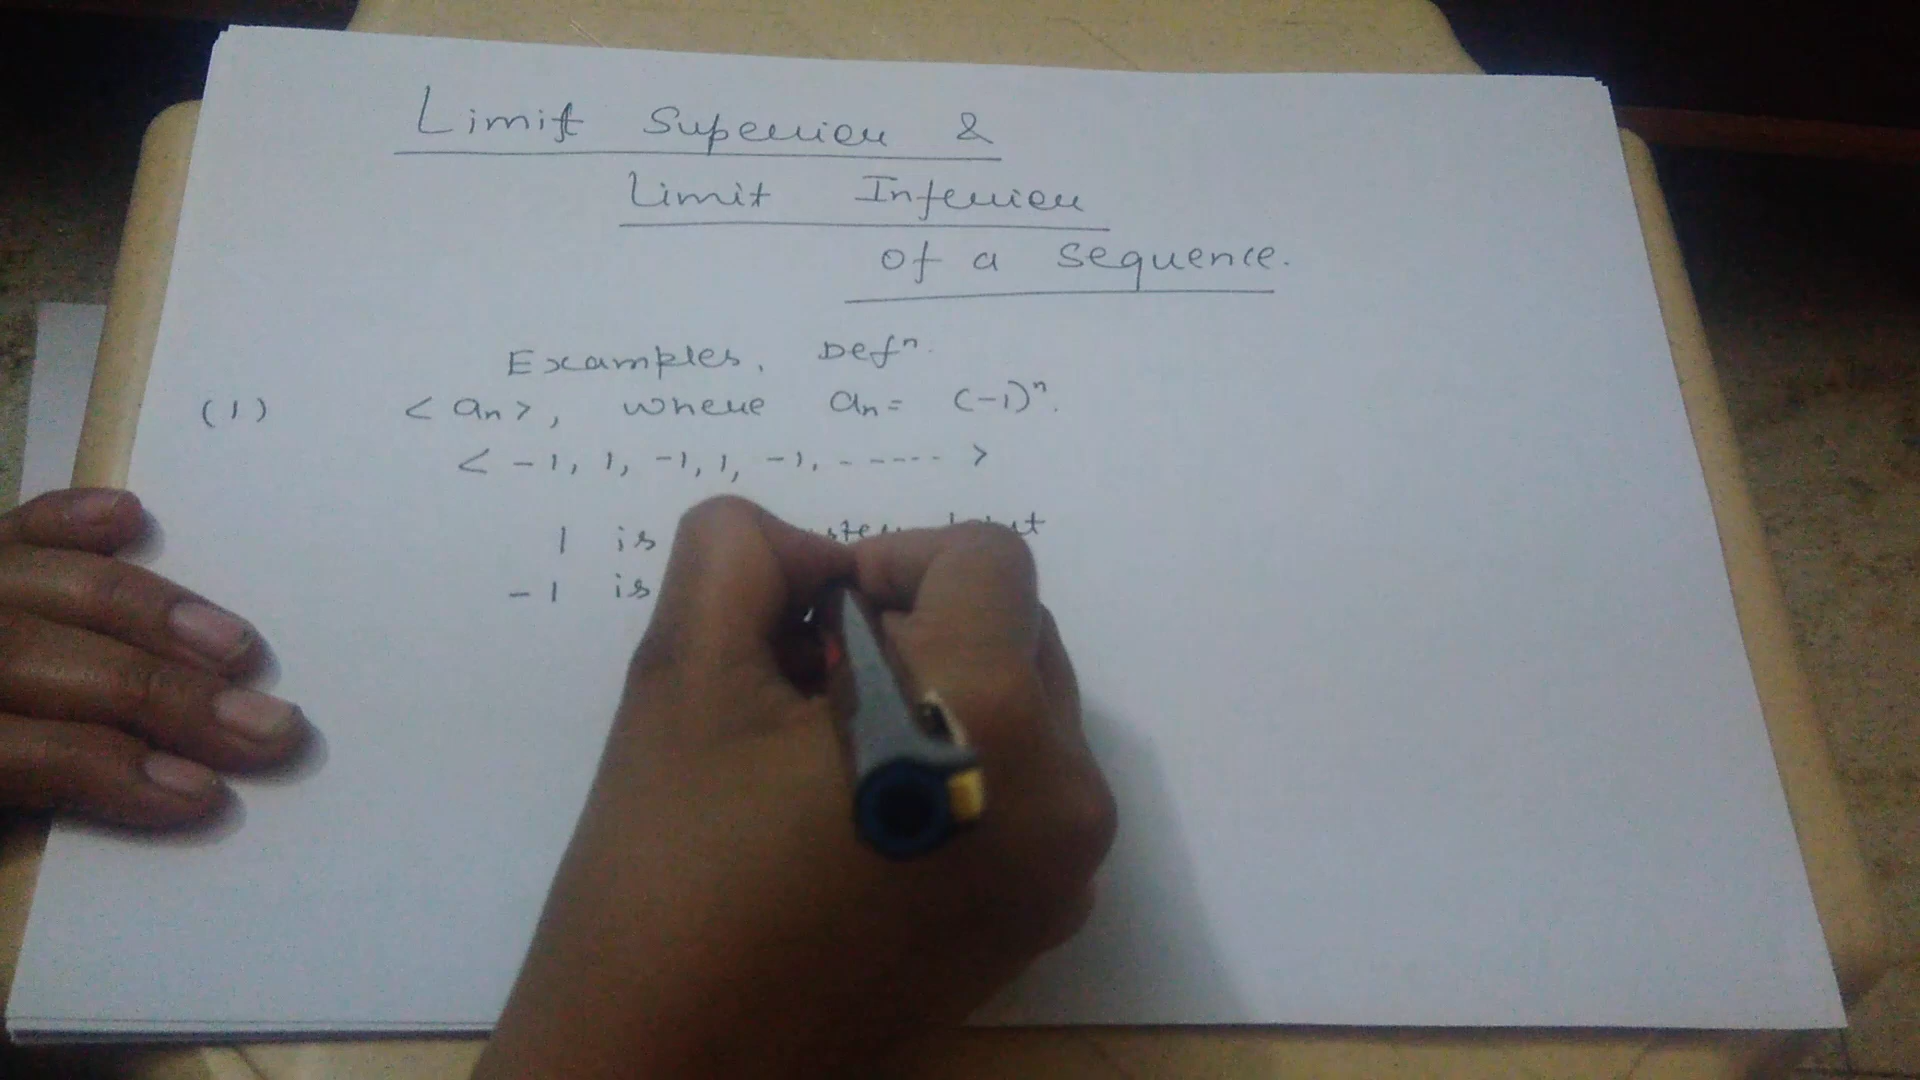 Limit Superior &
Limit Inferior
of a sequence.
Examples, Defⁿ.
(1) < aₙ >, where aₙ = (-1)ⁿ.
< -1, 1, -1, 1, -1, ------ >
1 is
-1 is